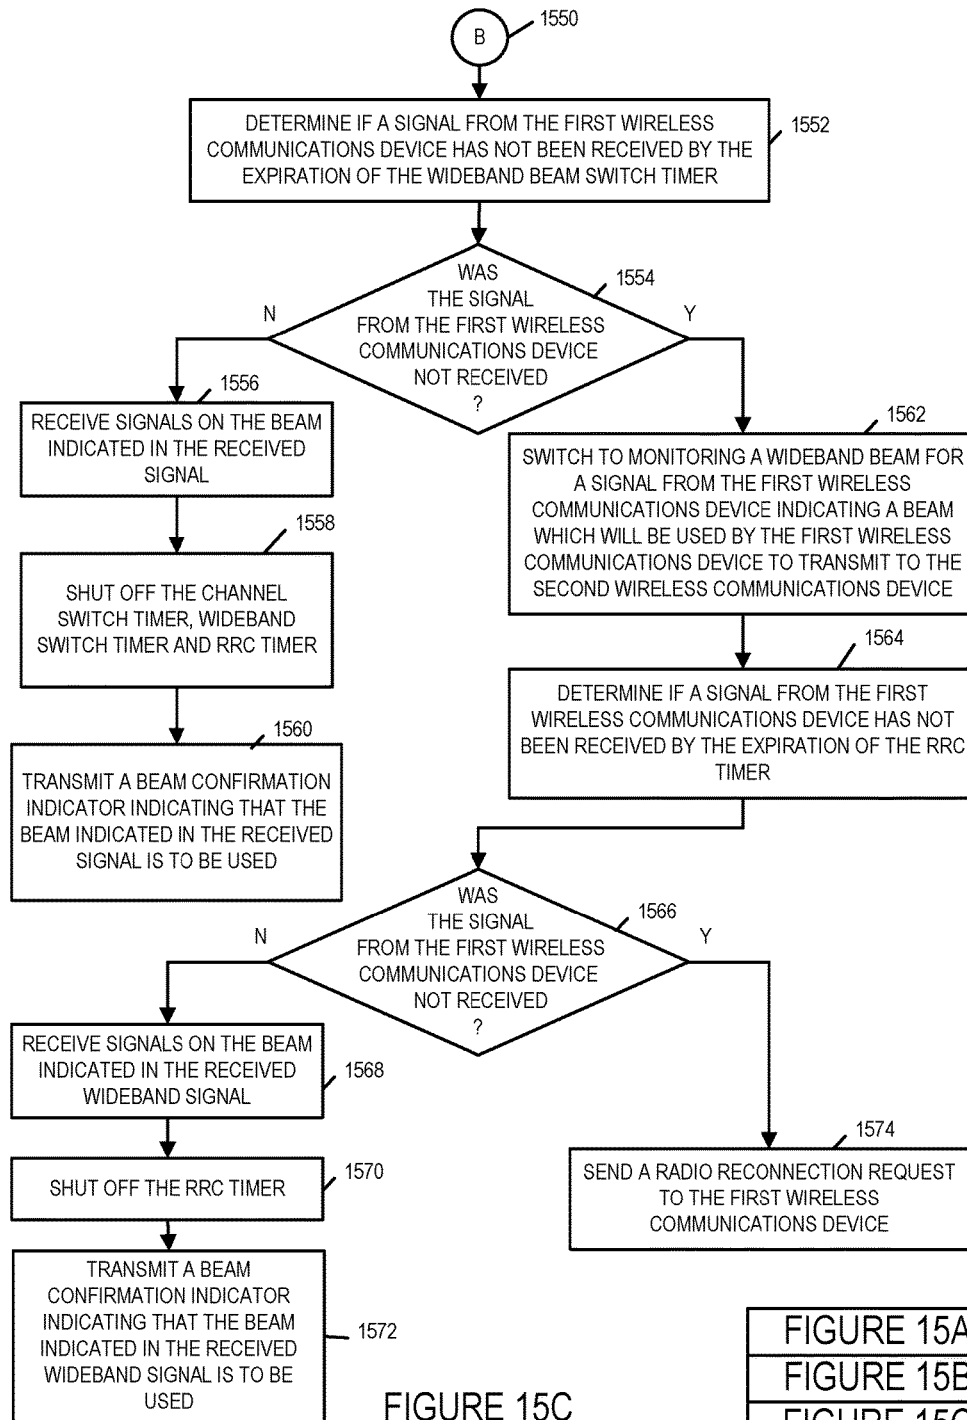 B
1550
DETERMINE IF A SIGNAL FROM THE FIRST WIRELESS
COMMUNICATIONS DEVICE HAS NOT BEEN RECEIVED BY THE
EXPIRATION OF THE WIDEBAND BEAM SWITCH TIMER
1552
WAS
THE SIGNAL
FROM THE FIRST WIRELESS
COMMUNICATIONS DEVICE
NOT RECEIVED
?
1554
N
Y
1556
RECEIVE SIGNALS ON THE BEAM
INDICATED IN THE RECEIVED
SIGNAL
1558
SHUT OFF THE CHANNEL
SWITCH TIMER, WIDEBAND
SWITCH TIMER AND RRC TIMER
1560
TRANSMIT A BEAM CONFIRMATION
INDICATOR INDICATING THAT THE
BEAM INDICATED IN THE RECEIVED
SIGNAL IS TO BE USED
1562
SWITCH TO MONITORING A WIDEBAND BEAM FOR
A SIGNAL FROM THE FIRST WIRELESS
COMMUNICATIONS DEVICE INDICATING A BEAM
WHICH WILL BE USED BY THE FIRST WIRELESS
COMMUNICATIONS DEVICE TO TRANSMIT TO THE
SECOND WIRELESS COMMUNICATIONS DEVICE
1564
DETERMINE IF A SIGNAL FROM THE FIRST
WIRELESS COMMUNICATIONS DEVICE HAS NOT
BEEN RECEIVED BY THE EXPIRATION OF THE RRC
TIMER
WAS
THE SIGNAL
FROM THE FIRST WIRELESS
COMMUNICATIONS DEVICE
NOT RECEIVED
?
1566
N
Y
RECEIVE SIGNALS ON THE BEAM
INDICATED IN THE RECEIVED
WIDEBAND SIGNAL
1568
SHUT OFF THE RRC TIMER
1570
TRANSMIT A BEAM
CONFIRMATION INDICATOR
INDICATING THAT THE BEAM
INDICATED IN THE RECEIVED
WIDEBAND SIGNAL IS TO BE
USED
1572
1574
SEND A RADIO RECONNECTION REQUEST
TO THE FIRST WIRELESS
COMMUNICATIONS DEVICE
FIGURE 15C
FIGURE 15A
FIGURE 15B
FIGURE 15C